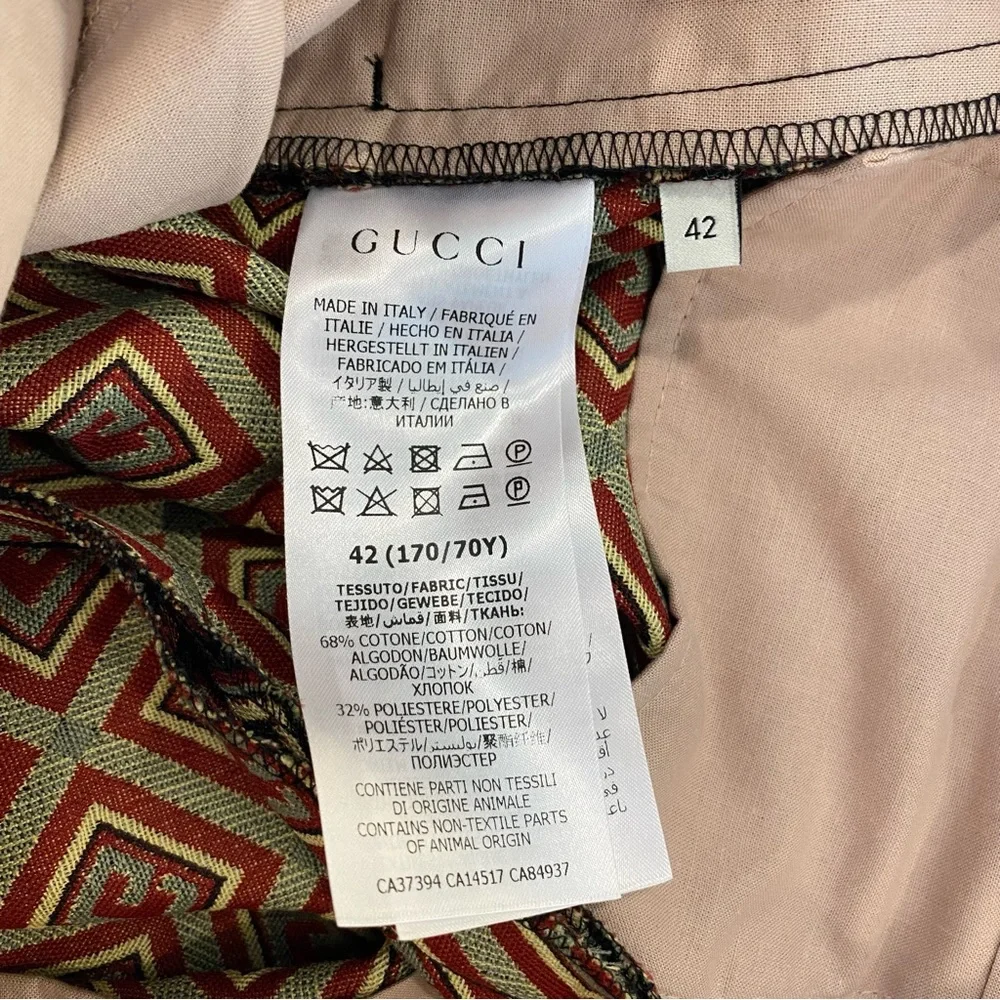 GUCCI
42
MADE IN ITALY / FABRIQUÉ EN
ITALIE / HECHO EN ITALIA /
HERGESTELLT IN ITALIEN /
FABRICADO EM ITÁLIA /
イタリア製 / صنع في إيطاليا /
产地:意大利 / СДЕЛАНО В
ИТАЛИИ
P
P
42 (170/70Y)
TESSUTO/FABRIC/TISSU/
TEJIDO/GEWEBE/TECIDO/
表地/قماش/面料/ТКАНЬ:
68% COTONE/COTTON/COTON/
ALGODON/BAUMWOLLE/
ALGODÃO/コットン/قطن/棉/
ХЛОПОК
32% POLIESTERE/POLYESTER/
POLIÉSTER/POLIESTER/
ポリエステル/بوليستر/聚酯纤维/
ПОЛИЭСТЕР
CONTIENE PARTI NON TESSILI
DI ORIGINE ANIMALE
CONTAINS NON-TEXTILE PARTS
OF ANIMAL ORIGIN
CA37394 CA14517 CA84937